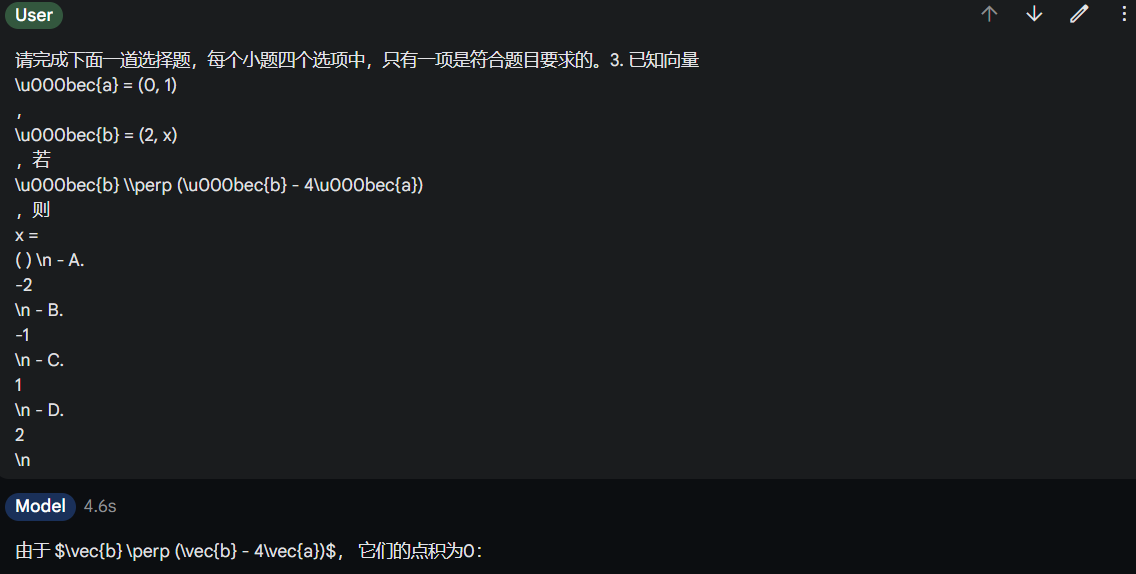 User
请完成下面一道选择题，每个小题四个选项中，只有一项是符合题目要求的。3. 已知向量
\u000bec{a} = (0, 1)
，
\u000bec{b} = (2, x)
，若
\u000bec{b} \\perp (\u000bec{b} - 4\u000bec{a})
，则
x =
( ) \n - A.
-2
\n - B.
-1
\n - C.
1
\n - D.
2
\n
Model 4.6s
由于 $\vec{b} \perp (\vec{b} - 4\vec{a})$， 它们的点积为0：